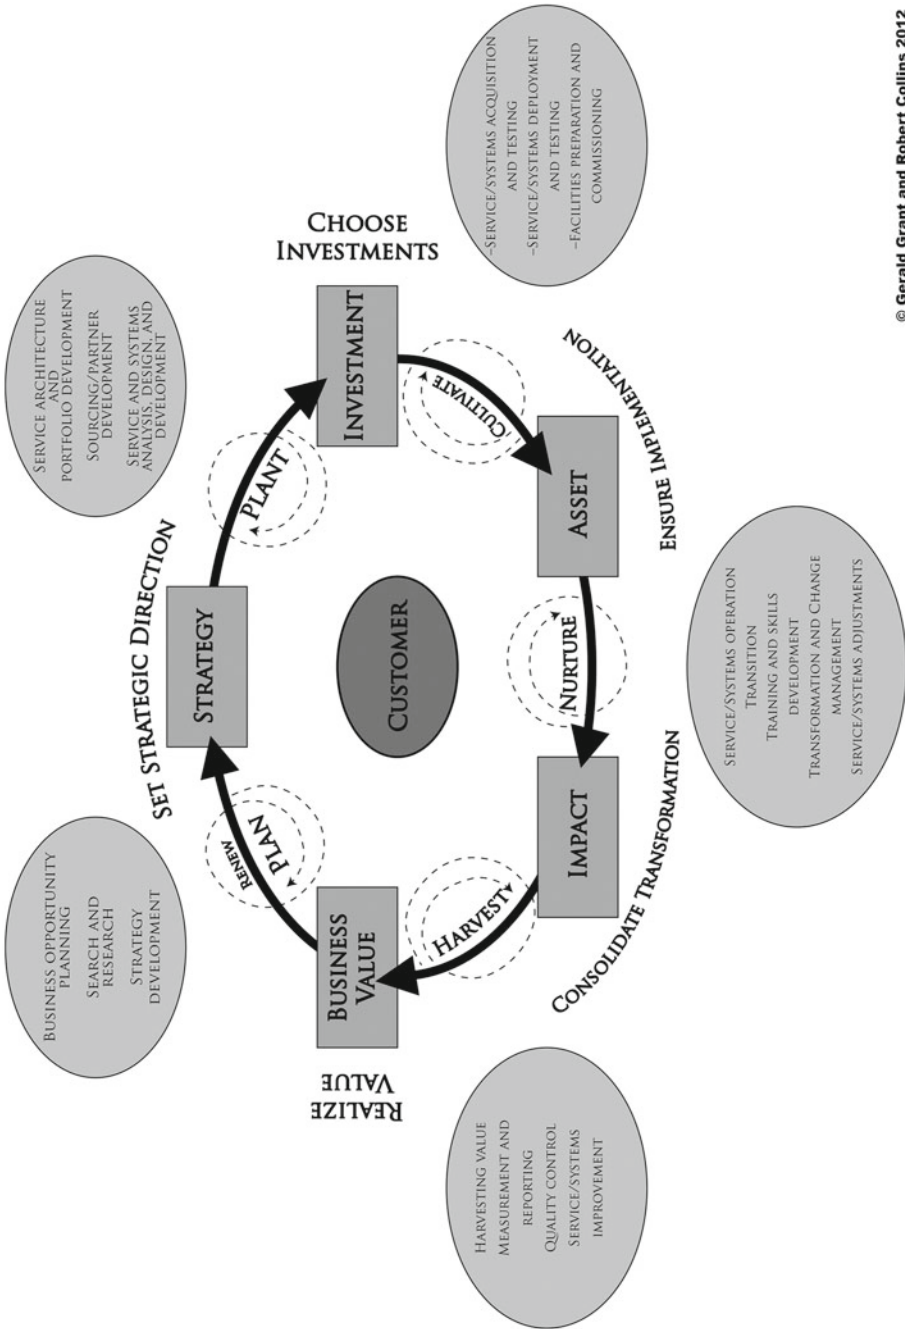 BUSINESS OPPORTUNITY
PLANNING
SEARCH AND
RESEARCH
STRATEGY
DEVELOPMENT
SERVICE ARCHITECTURE
AND
PORTFOLIO DEVELOPMENT
SOURCING/PARTNER
DEVELOPMENT
SERVICE AND SYSTEMS
ANALYSIS, DESIGN, AND
DEVELOPMENT
SET STRATEGIC DIRECTION
STRATEGY
RENEW
PLAN
PLANT
REALIZE
VALUE
BUSINESS
VALUE
CUSTOMER
INVESTMENT
CHOOSE
INVESTMENTS
HARVEST
CULTIVATE
HARVESTING VALUE
MEASUREMENT AND
REPORTING
QUALITY CONTROL
SERVICE/SYSTEMS
IMPROVEMENT
–SERVICE/SYSTEMS ACQUISITION
AND TESTING
–SERVICE/SYSTEMS DEPLOYMENT
AND TESTING
–FACILITIES PREPARATION AND
COMMISSIONING
IMPACT
NURTURE
ASSET
CONSOLIDATE TRANSFORMATION
ENSURE IMPLEMENTATION
SERVICE/SYSTEMS OPERATION
TRANSITION
TRAINING AND SKILLS
DEVELOPMENT
TRANSFORMATION AND CHANGE
MANAGEMENT
SERVICE/SYSTEMS ADJUSTMENTS
© Gerald Grant and Robert Collins 2012